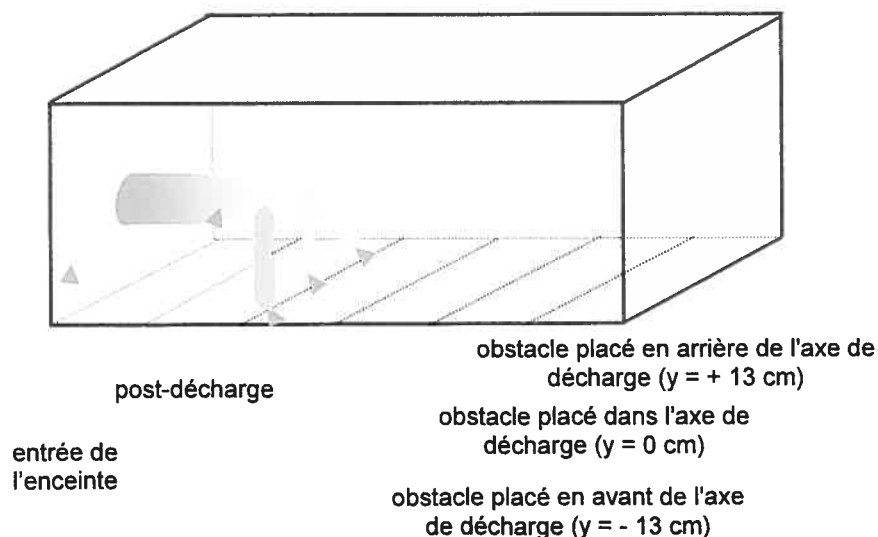 obstacle placé en arrière de l'axe de
décharge (y = + 13 cm)
post-décharge
obstacle placé dans l'axe de
décharge (y = 0 cm)
entrée de
l'enceinte
obstacle placé en avant de l'axe
de décharge (y = - 13 cm)